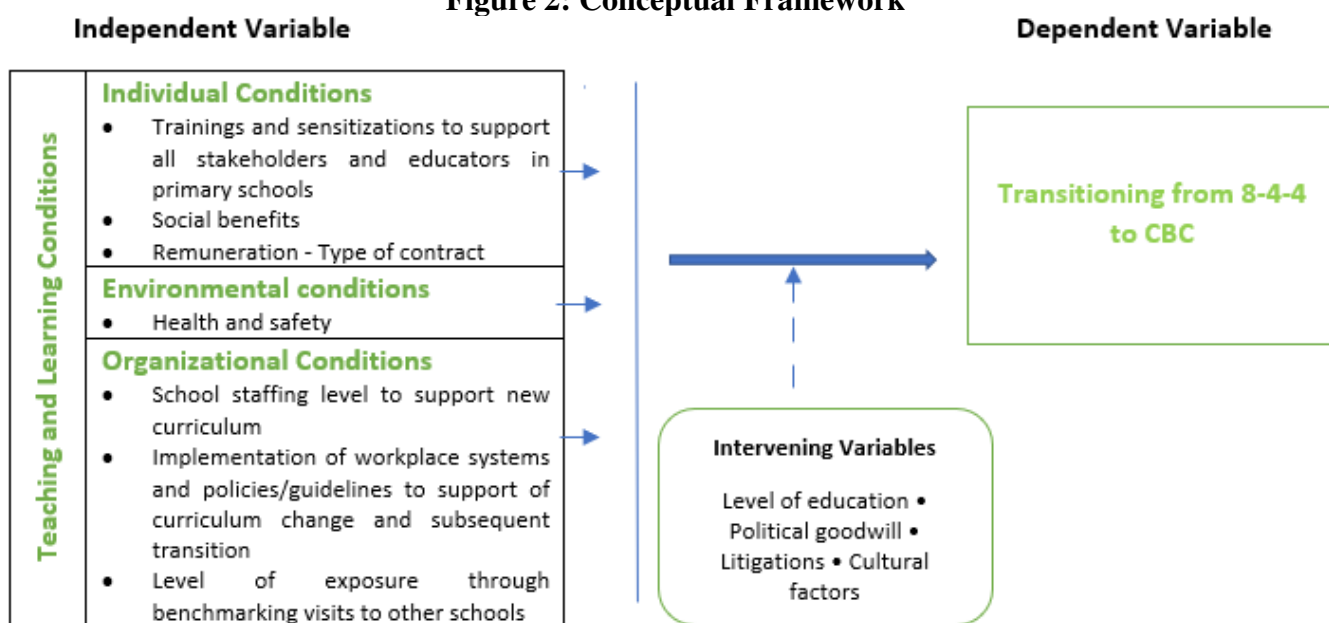 Figure 2: Conceptual Framework
Independent Variable
Dependent Variable
Teaching and Learning Conditions
Individual Conditions
• Trainings and sensitizations to support
all stakeholders and educators in
primary schools
• Social benefits
• Remuneration - Type of contract
Environmental conditions
• Health and safety
Organizational Conditions
• School staffing level to support new
curriculum
• Implementation of workplace systems
and policies/guidelines to support of
curriculum change and subsequent
transition
• Level of exposure through
benchmarking visits to other schools
Intervening Variables
Level of education •
Political goodwill •
Litigations • Cultural
factors
Transitioning from 8-4-4
to CBC